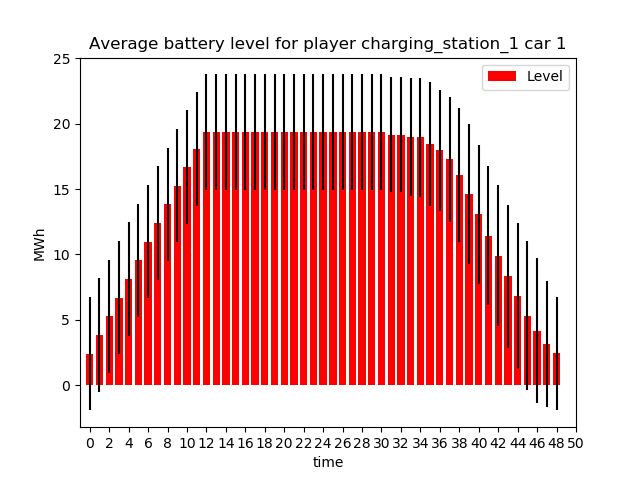 Average battery level for player charging_station_1 car 1
Level
MWh
25
20
15
10
5
0
0 2 4 6 8 10 12 14 16 18 20 22 24 26 28 30 32 34 36 38 40 42 44 46 48 50
time